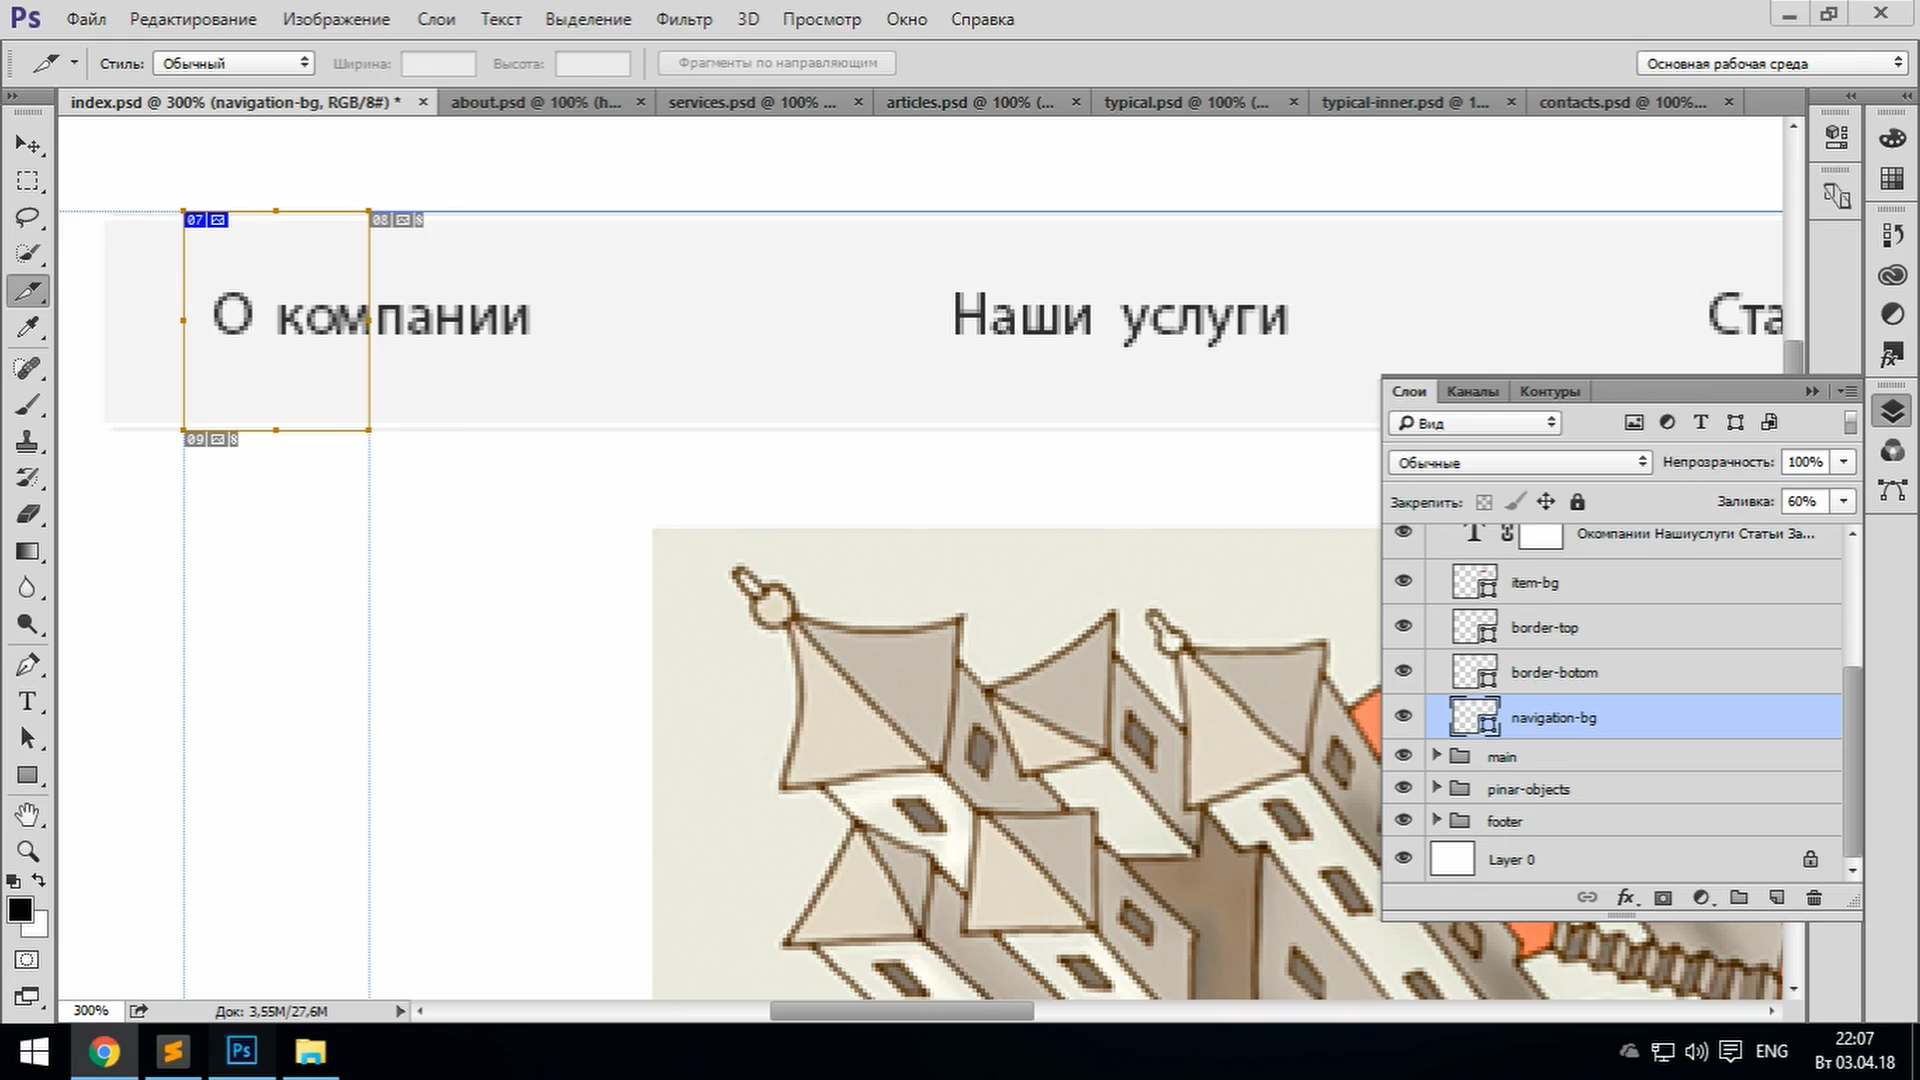 Ps Файл Редактирование Изображение Слои Текст Выделение Фильтр 3D Просмотр Окно Справка
Стиль: Обычный Ширина: Высота: Фрагменты по направляющим Основная рабочая среда
index.psd @ 300% (navigation-bg, RGB/8#) * about.psd @ 100% (h... services.psd @ 100% ... articles.psd @ 100% (... typical.psd @ 100% (... typical-inner.psd @ 1... contacts.psd @ 100%...
07 08
О компании Наши услуги Ста
09
Слои Каналы Контуры
Вид
Обычные Непрозрачность: 100%
Закрепить: Заливка: 60%
Окомпании Нашиуслуги Статьи За...
item-bg
border-top
border-botom
navigation-bg
main
pinar-objects
footer
Layer 0
300% Док: 3,55M/27,6M
Ps ENG 22:07
Вт 03.04.18